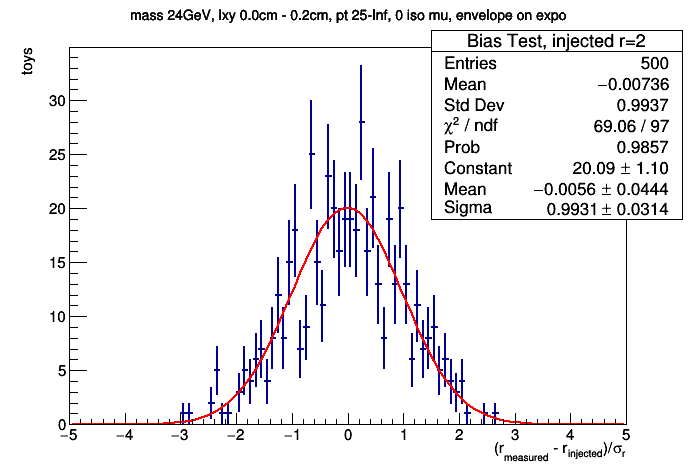 mass 24GeV, lxy 0.0cm - 0.2cm, pt 25-Inf, 0 iso mu, envelope on expo
toys
Bias Test, injected r=2
Entries 500
Mean −0.00736
Std Dev 0.9937
χ² / ndf 69.06 / 97
Prob 0.9857
Constant 20.09 ± 1.10
Mean −0.0056 ± 0.0444
Sigma 0.9931 ± 0.0314
30
25
20
15
10
5
0
−5 −4 −3 −2 −1 0 1 2 3 4 5
(r_measured - r_injected)/σ_r